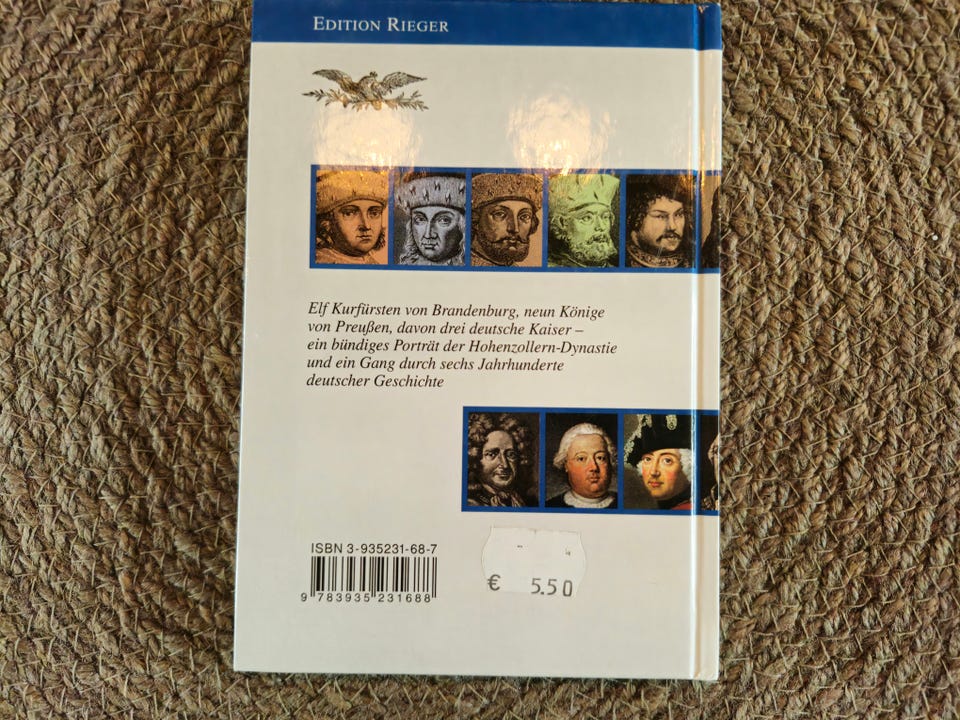 EDITION RIEGER
Elf Kurfürsten von Brandenburg, neun Könige
von Preußen, davon drei deutsche Kaiser –
ein bündiges Porträt der Hohenzollern-Dynastie
und ein Gang durch sechs Jahrhunderte
deutscher Geschichte
ISBN 3-935231-68-7
9 783935 231688
€ 5.50